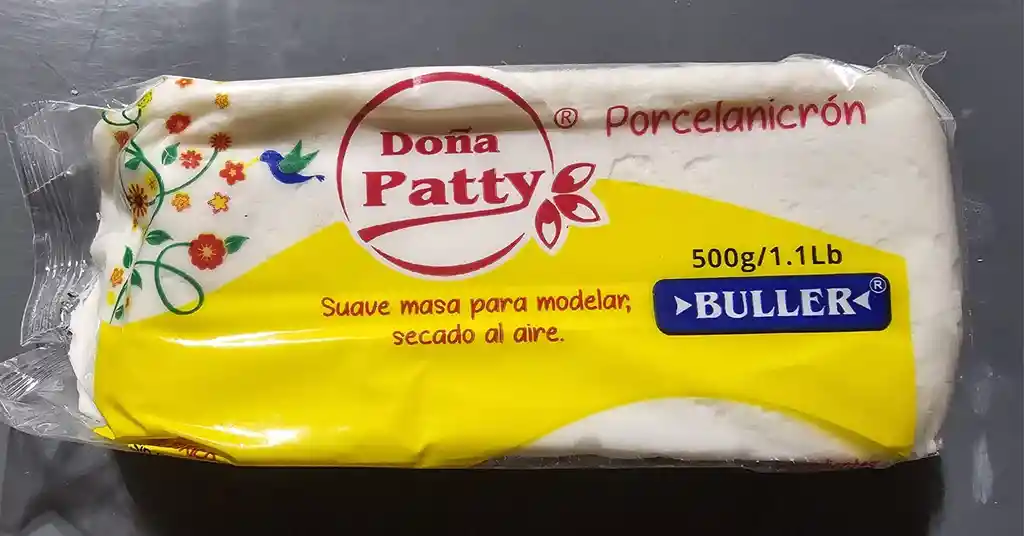 Doña
Patty
®
Porcelanicrón
500g/1.1Lb
BULLER®
Suave masa para modelar,
secado al aire.